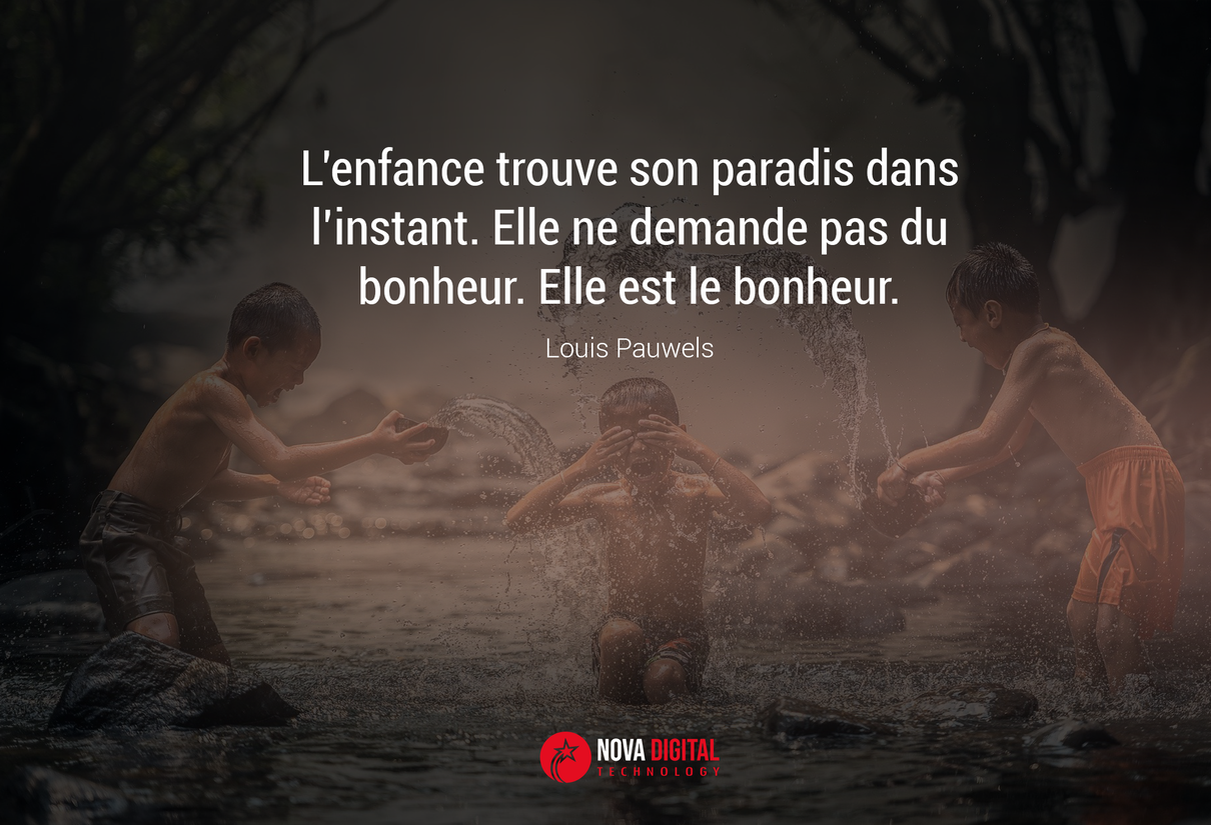 L'enfance trouve son paradis dans
l'instant. Elle ne demande pas du
bonheur. Elle est le bonheur.
Louis Pauwels
NOVA DIGITAL
TECHNOLOGY